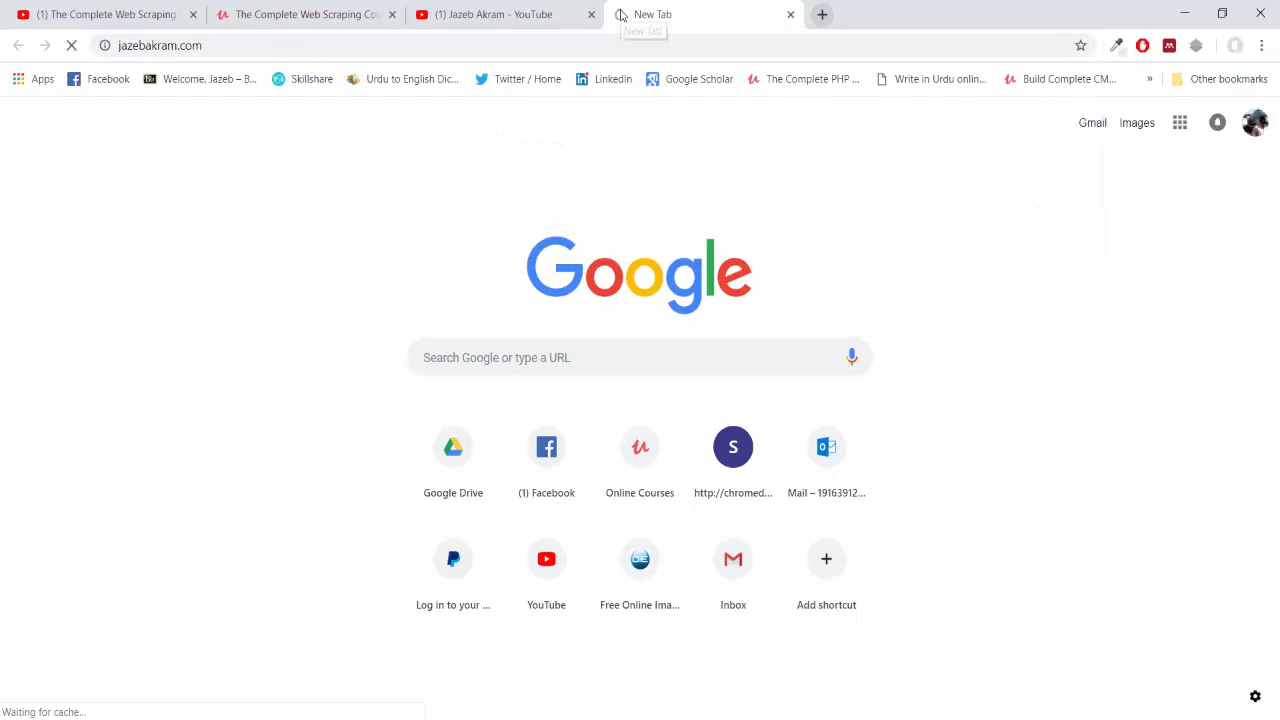 (1) The Complete Web Scraping
The Complete Web Scraping Cou
(1) Jazeb Akram - YouTube
New Tab
New Tab
jazebakram.com
Apps
Facebook
Welcome, Jazeb – B...
Skillshare
Urdu to English Dic...
Twitter / Home
LinkedIn
Google Scholar
The Complete PHP ...
Write in Urdu onlin...
Build Complete CM...
»
Other bookmarks
Gmail
Images
Google
Search Google or type a URL
S
Google Drive
(1) Facebook
Online Courses
http://chromed...
Mail – 19163912...
Log in to your ...
YouTube
Free Online Ima...
Inbox
Add shortcut
Waiting for cache...